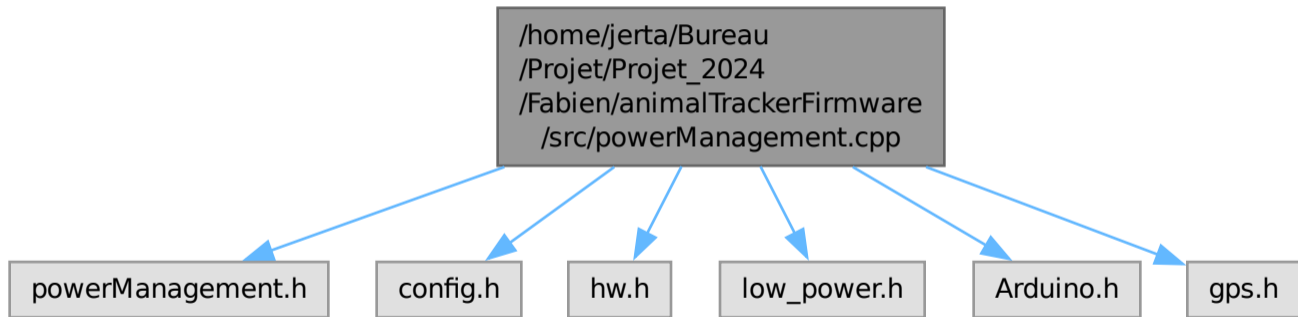 /home/jerta/Bureau
/Projet/Projet_2024
/Fabien/animalTrackerFirmware
/src/powerManagement.cpp
powerManagement.h
config.h
hw.h
low_power.h
Arduino.h
gps.h